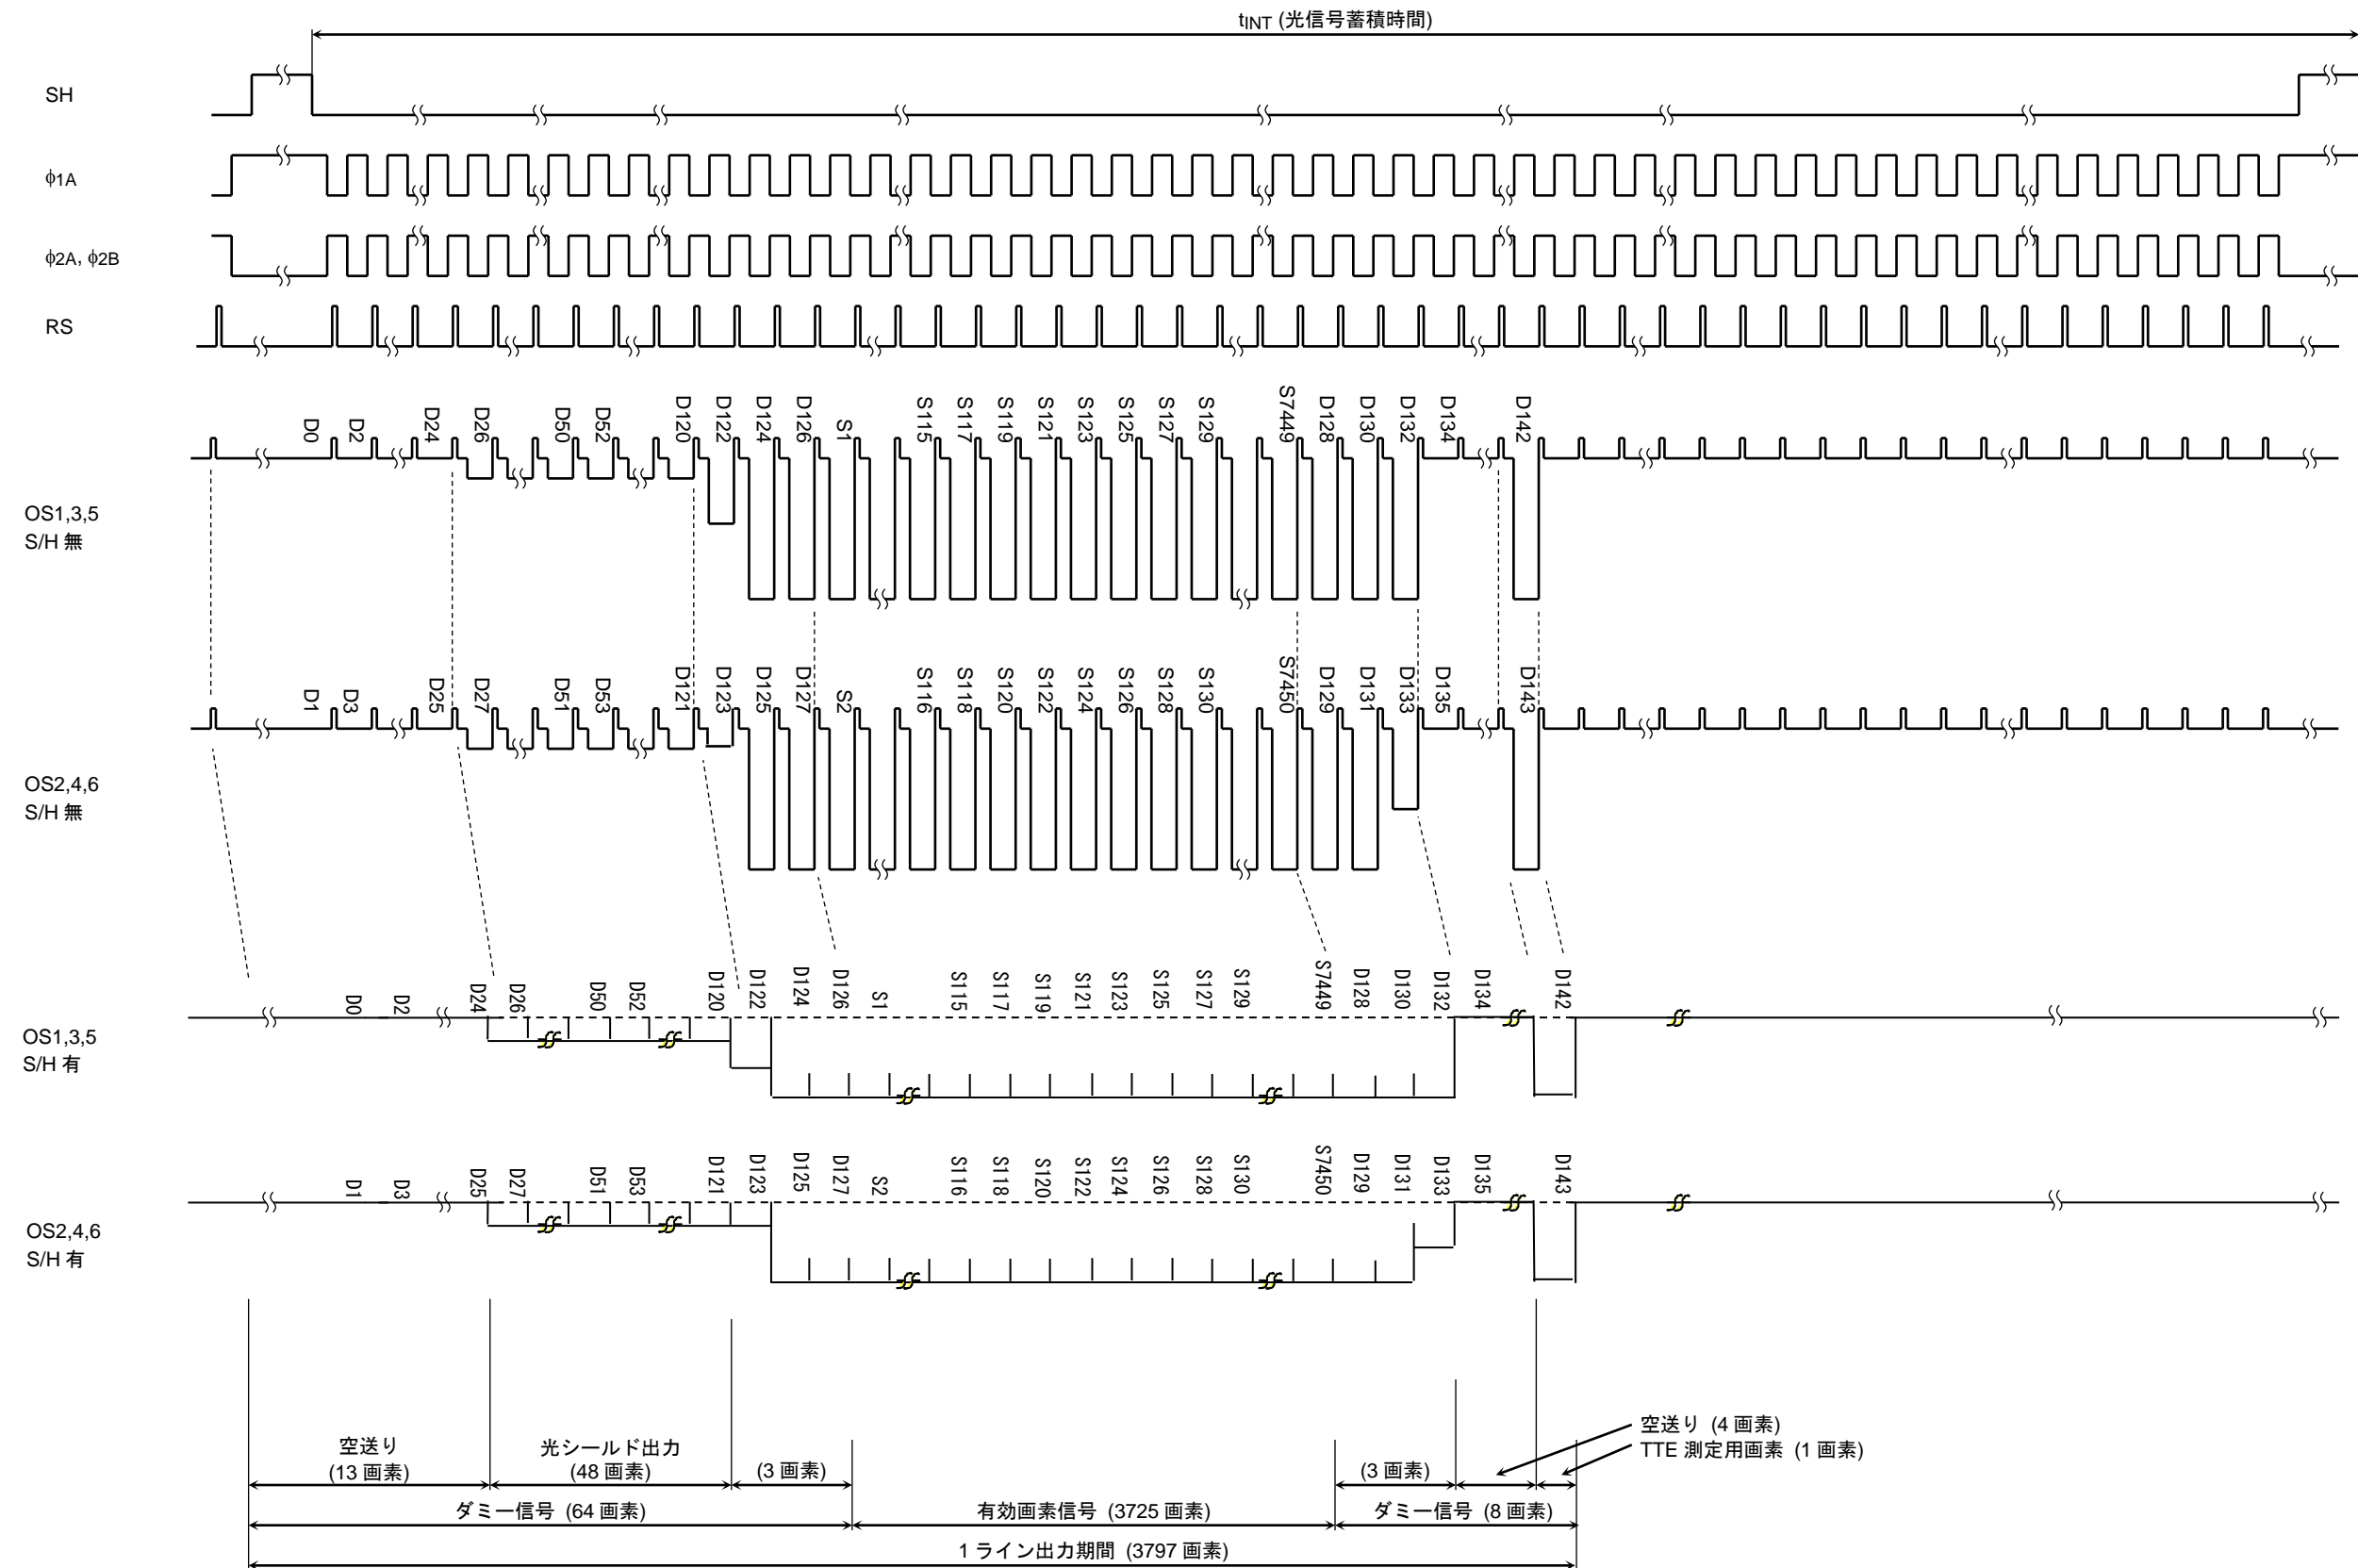 tINT (光信号蓄積時間)
SH
ϕ1A
ϕ2A, ϕ2B
RS
D0 D2 D24 D26 D50 D52 D120 D122 D124 D126 S1 S115 S117 S119 S121 S123 S125 S127 S129 S7449 D128 D130 D132 D134 D142
OS1,3,5
S/H 無
D1 D3 D25 D27 D51 D53 D121 D123 D125 D127 S2 S116 S118 S120 S122 S124 S126 S128 S130 S7450 D129 D131 D133 D135 D143
OS2,4,6
S/H 無
D0 D2 D24 D26 D50 D52 D120 D122 D124 D126 S1 S115 S117 S119 S121 S123 S125 S127 S129 S7449 D128 D130 D132 D134 D142
OS1,3,5
S/H 有
D1 D3 D25 D27 D51 D53 D121 D123 D125 D127 S2 S116 S118 S120 S122 S124 S126 S128 S130 S7450 D129 D131 D133 D135 D143
OS2,4,6
S/H 有
空送り (4 画素)
TTE 測定用画素 (1 画素)
空送り
(13 画素)
光シールド出力
(48 画素)
(3 画素)
(3 画素)
ダミー信号 (64 画素)
有効画素信号 (3725 画素)
ダミー信号 (8 画素)
1 ライン出力期間 (3797 画素)